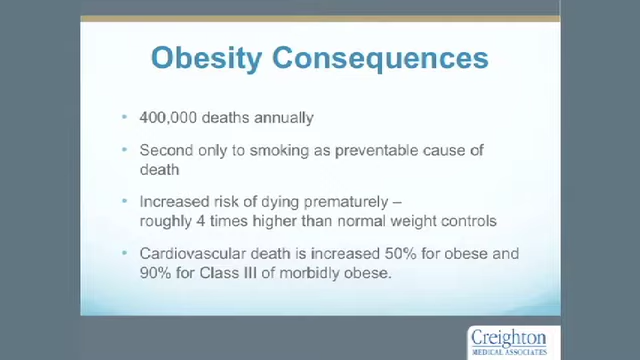 Obesity Consequences
• 400,000 deaths annually
• Second only to smoking as preventable cause of
death
• Increased risk of dying prematurely –
roughly 4 times higher than normal weight controls
• Cardiovascular death is increased 50% for obese and
90% for Class III of morbidly obese.
Creighton
MEDICAL ASSOCIATES